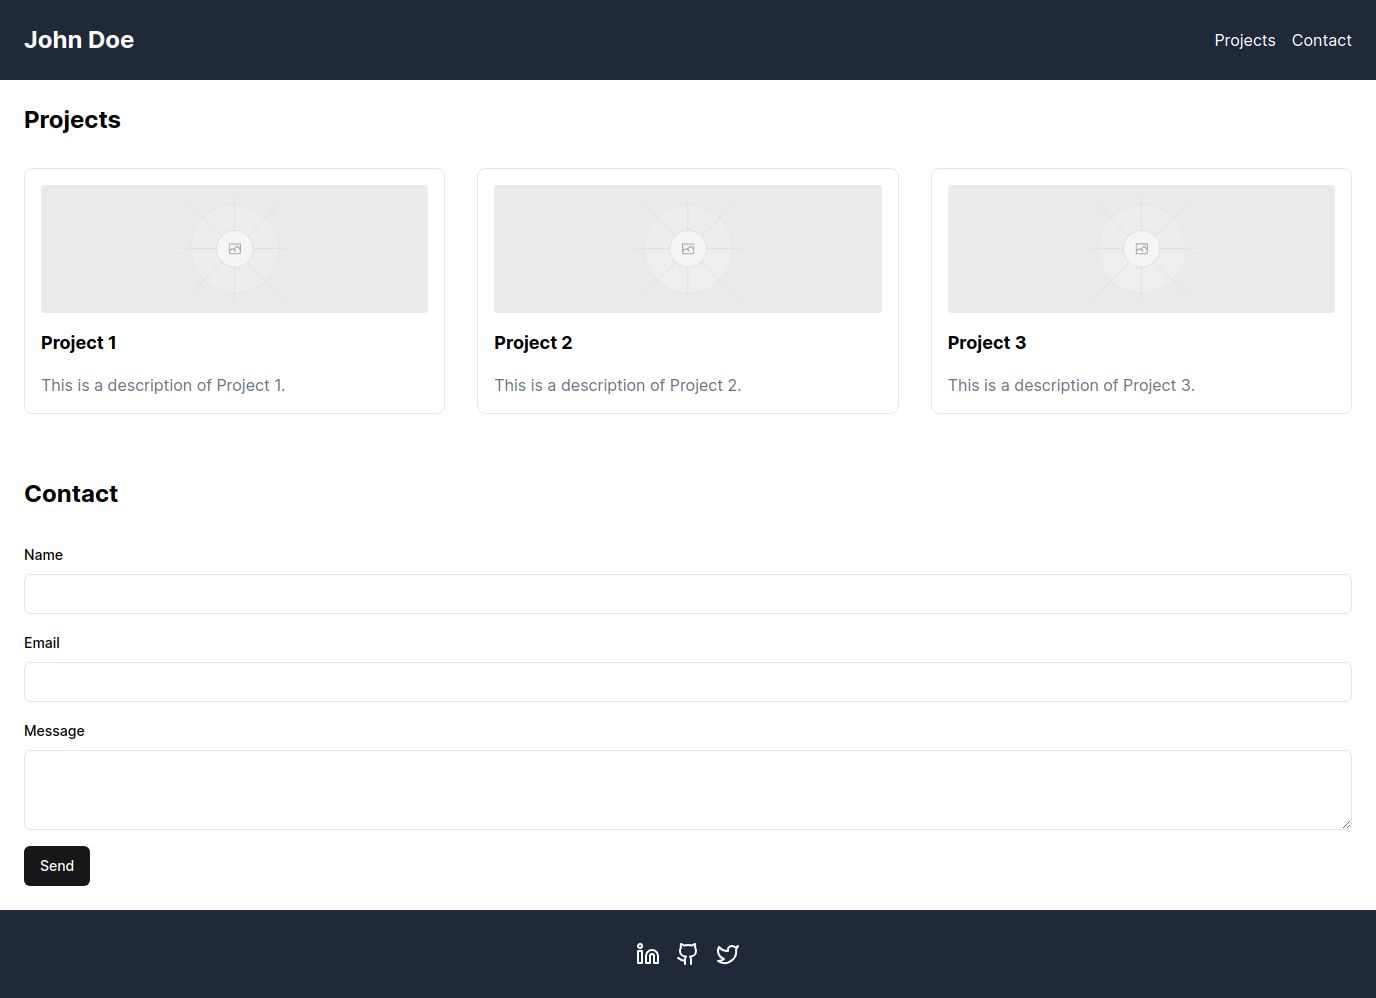 John Doe
Projects Contact
Projects
Project 1
This is a description of Project 1.
Project 2
This is a description of Project 2.
Project 3
This is a description of Project 3.
Contact
Name
Email
Message
Send